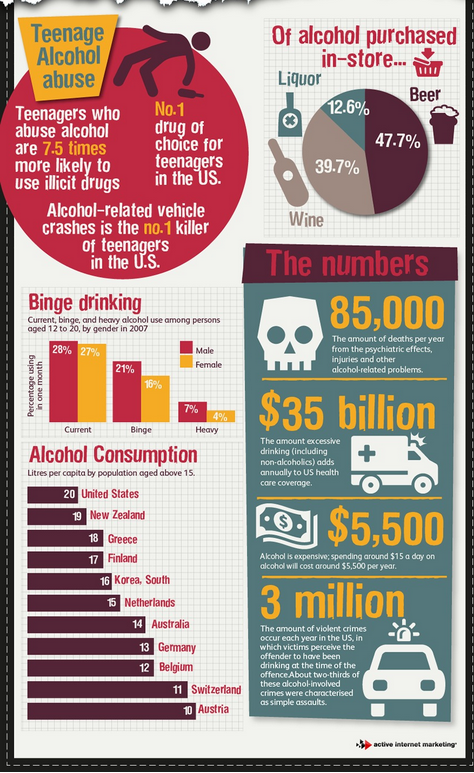 Teenage
Alcohol
abuse
Teenagers who
abuse alcohol
are 7.5 times
more likely to
use illicit drugs
No.1
drug of
choice for
teenagers
in the US.
Alcohol-related vehicle
crashes is the no.1 killer
of teenagers
in the U.S.
Of alcohol purchased
in-store...
Liquor
Beer
12.6%
47.7%
39.7%
Wine
Binge drinking
Current, binge, and heavy alcohol use among persons
aged 12 to 20, by gender in 2007
Percentage using
in one month
28%
27%
21%
16%
7%
4%
Male
Female
Current
Binge
Heavy
Alcohol Consumption
Litres per capita by population aged above 15.
20 United States
19 New Zealand
18 Greece
17 Finland
16 Korea, South
15 Netherlands
14 Australia
13 Germany
12 Belgium
11 Switzerland
10 Austria
The numbers
85,000
The amount of deaths per year
from the psychiatric effects,
injuries and other
alcohol-related problems.
$35 billion
The amount excessive
drinking (including
non-alcoholics) adds
annually to US health
care coverage.
$
$5,500
Alcohol is expensive; spending around $15 a day on
alcohol will cost around $5,500 per year.
3 million
The amount of violent crimes
occur each year in the US, in
which victims perceive the
offender to have been
drinking at the time of the
offence.About two-thirds of
these alcohol-involved
crimes were characterised
as simple assaults.
active internet marketing